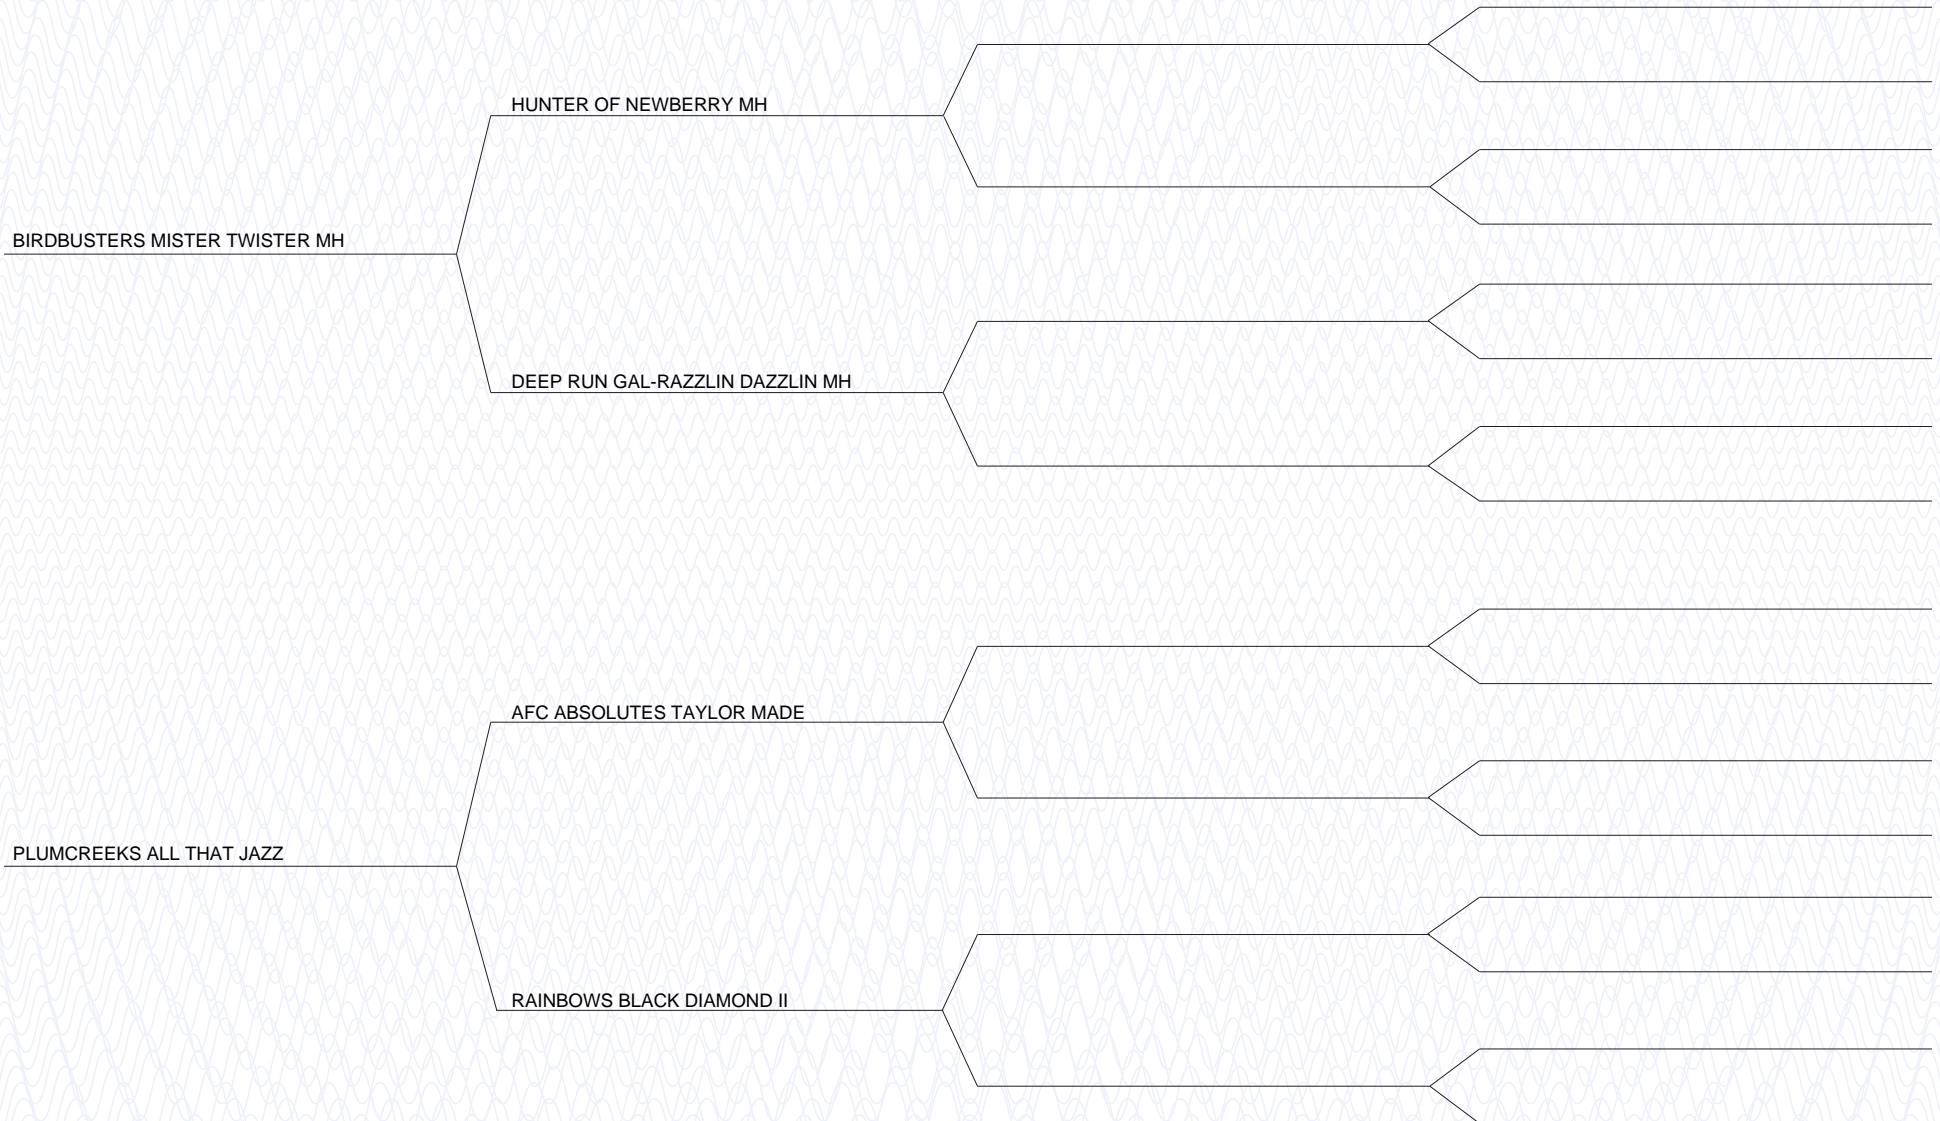 HUNTER OF NEWBERRY MH
BIRDBUSTERS MISTER TWISTER MH
DEEP RUN GAL-RAZZLIN DAZZLIN MH
AFC ABSOLUTES TAYLOR MADE
PLUMCREEKS ALL THAT JAZZ
RAINBOWS BLACK DIAMOND II